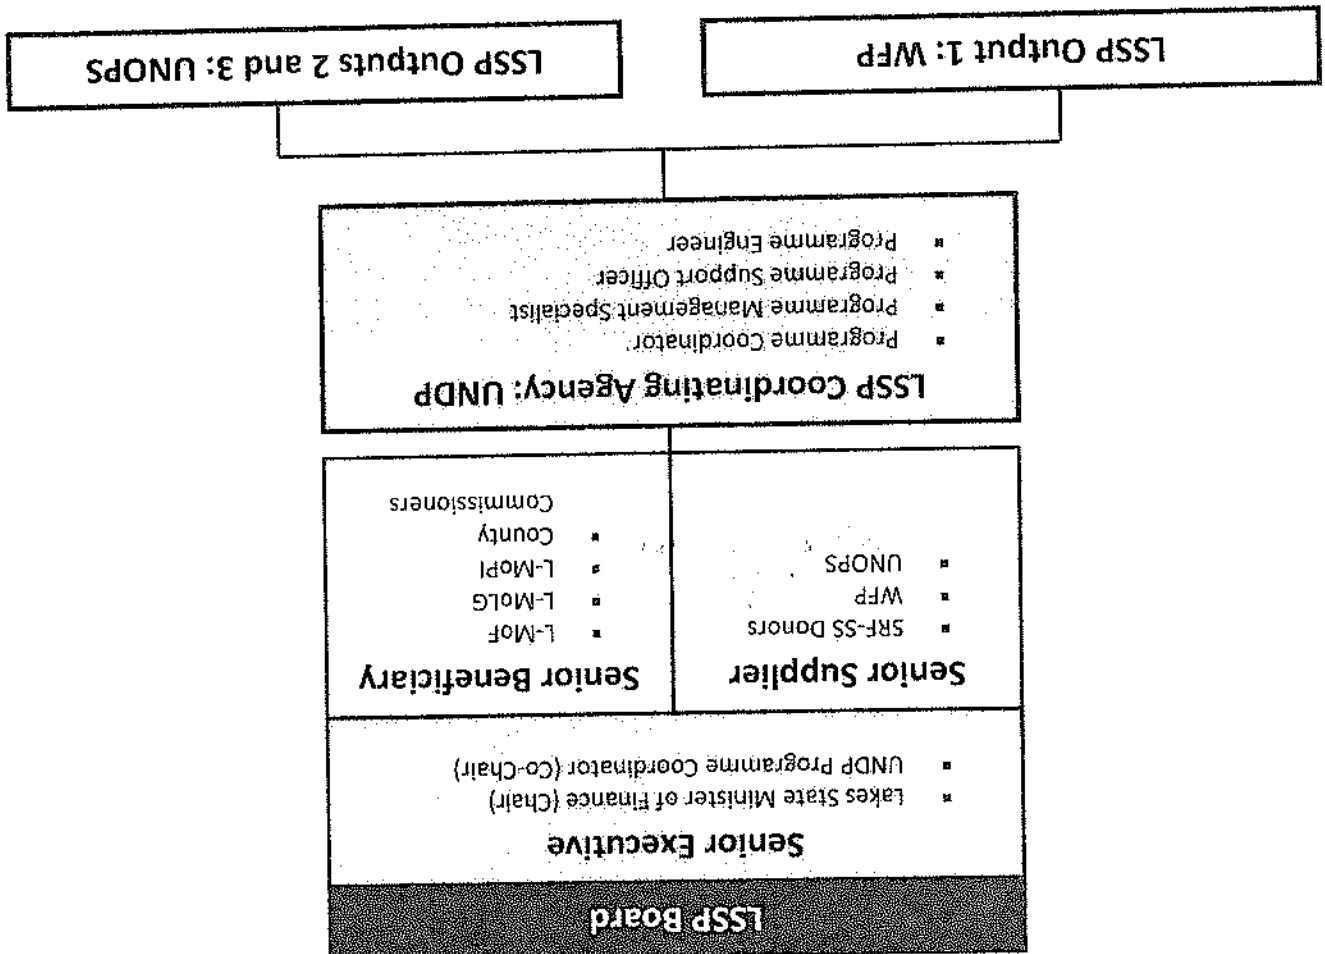 LSSP Board
Senior Executive
▪ Lakes State Minister of Finance (Chair)
▪ UNDP Programme Coordinator (Co-Chair)
Senior Supplier
▪ SRF-SS Donors
▪ WFP
▪ UNOPS
Senior Beneficiary
▪ L-MoF
▪ L-MoLG
▪ L-MoPI
▪ County
Commissioners
LSSP Coordinating Agency: UNDP
▪ Programme Coordinator
▪ Programme Management Specialist
▪ Programme Support Officer
▪ Programme Engineer
LSSP Output 1: WFP
LSSP Outputs 2 and 3: UNOPS